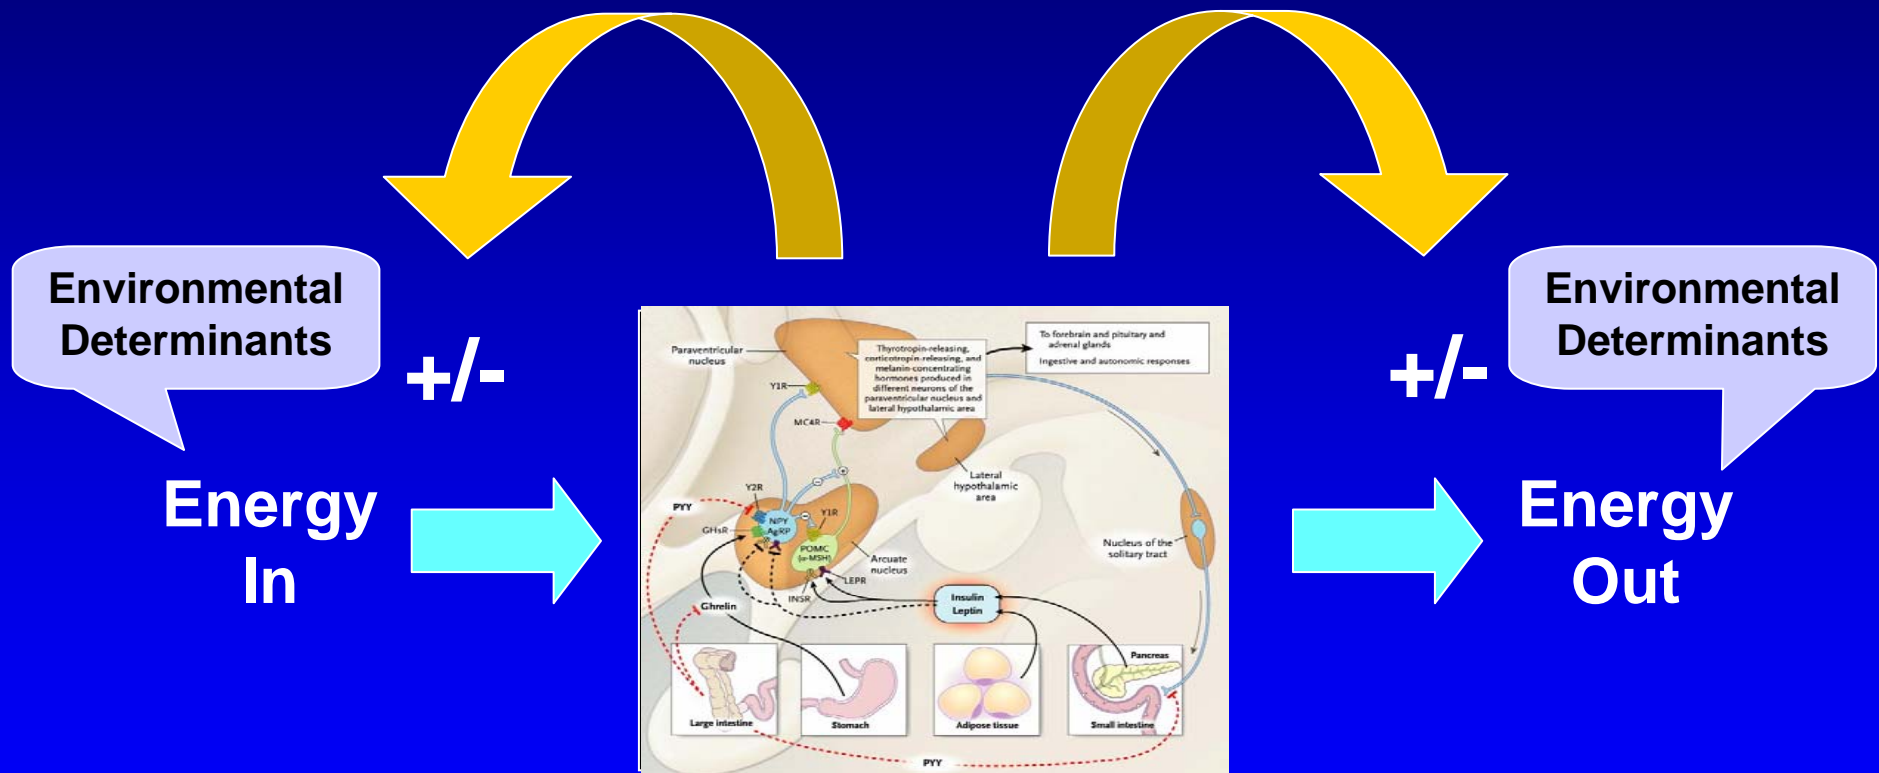 Environmental
Determinants
+/-
Energy
In
Environmental
Determinants
+/-
Energy
Out
Paraventricular
nucleus
Thyrotropin-releasing,
corticotropin-releasing, and
melanin-concentrating
hormones produced in
different neurons of the
paraventricular nucleus and
lateral hypothalamic area
To forebrain and pituitary and
adrenal glands
Ingestive and autonomic responses
Y1R
MC4R
Lateral
hypothalamic
area
Y2R
PYY
NPY
AgRP
Y1R
GHsR
POMC
(α-MSH)
Arcuate
nucleus
LEPR
INSR
Nucleus of the
solitary tract
Ghrelin
Insulin
Leptin
Pancreas
Large intestine
Stomach
Adipose tissue
Small intestine
PYY